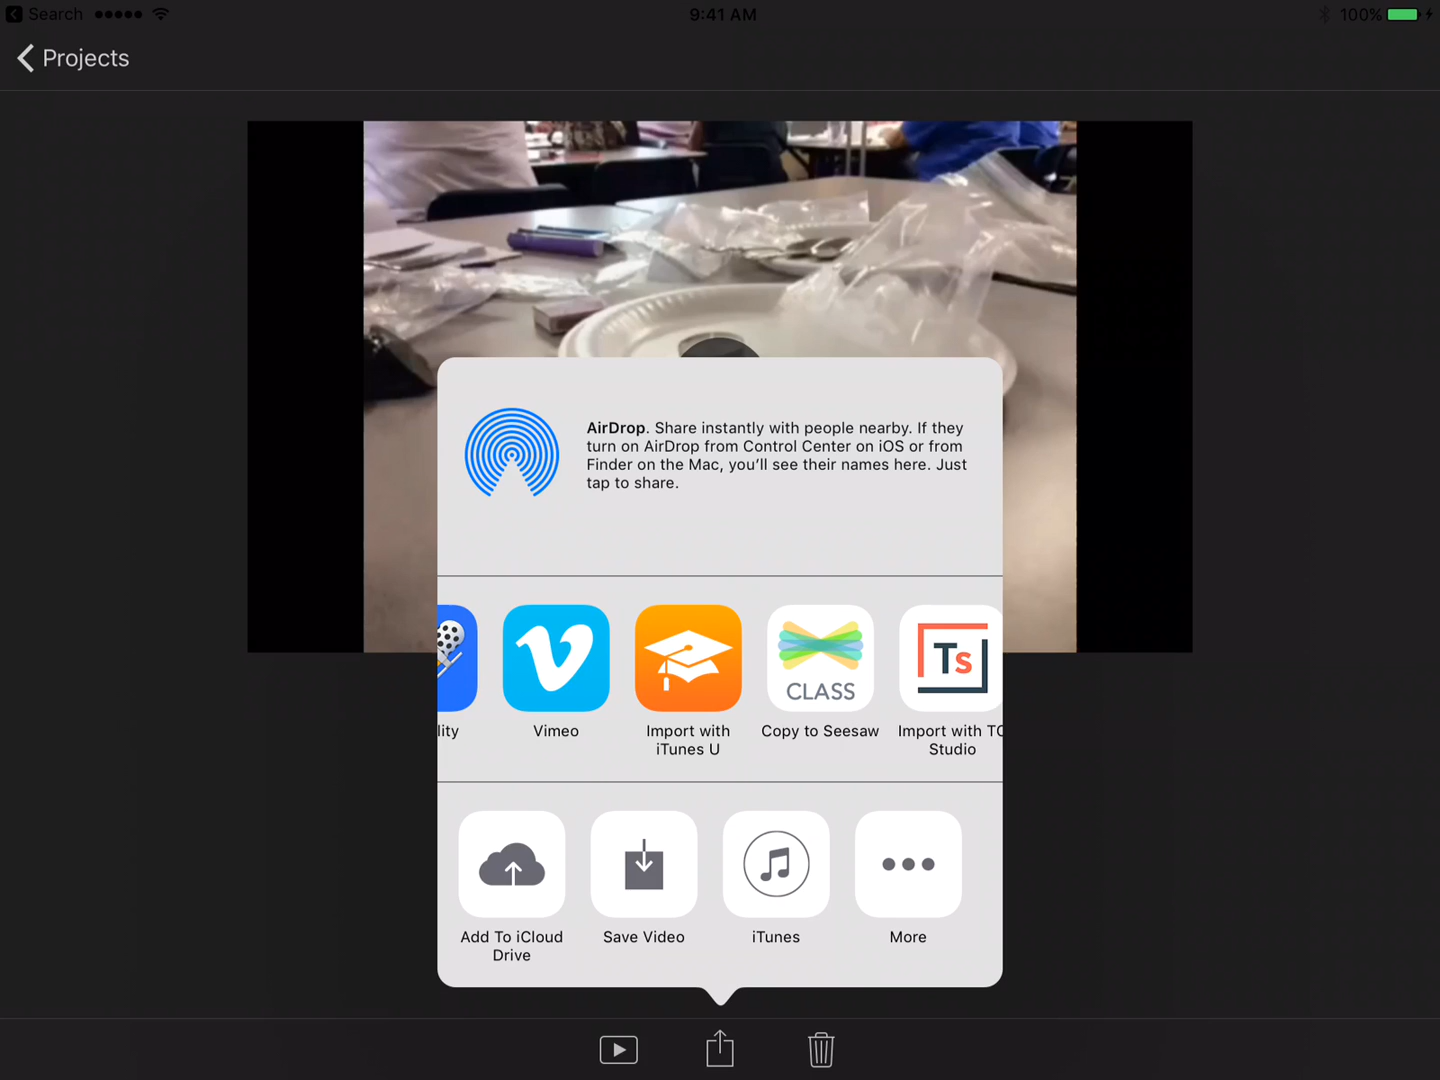 Search
9:41 AM
100%
Projects
AirDrop. Share instantly with people nearby. If they
turn on AirDrop from Control Center on iOS or from
Finder on the Mac, you’ll see their names here. Just
tap to share.
CLASS
Ts
lity
Vimeo
Import with
iTunes U
Copy to Seesaw
Import with TC
Studio
Add To iCloud
Drive
Save Video
iTunes
More